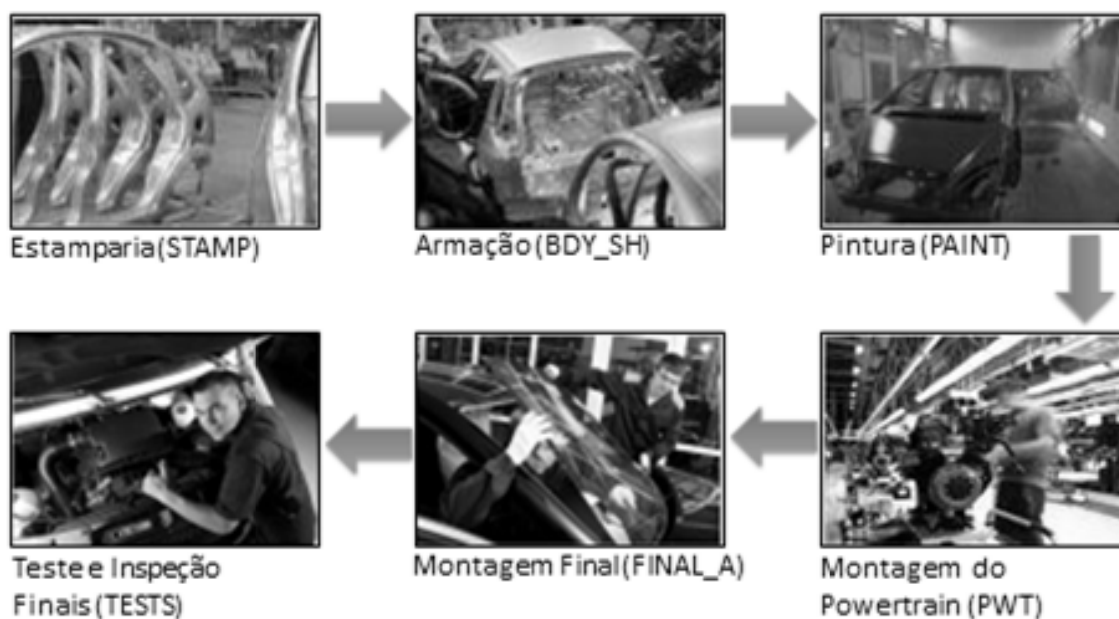 Estamparia (STAMP)
Armação (BDY_SH)
Pintura (PAINT)
Teste e Inspeção
Finais (TESTS)
Montagem Final (FINAL_A)
Montagem do
Powertrain (PWT)